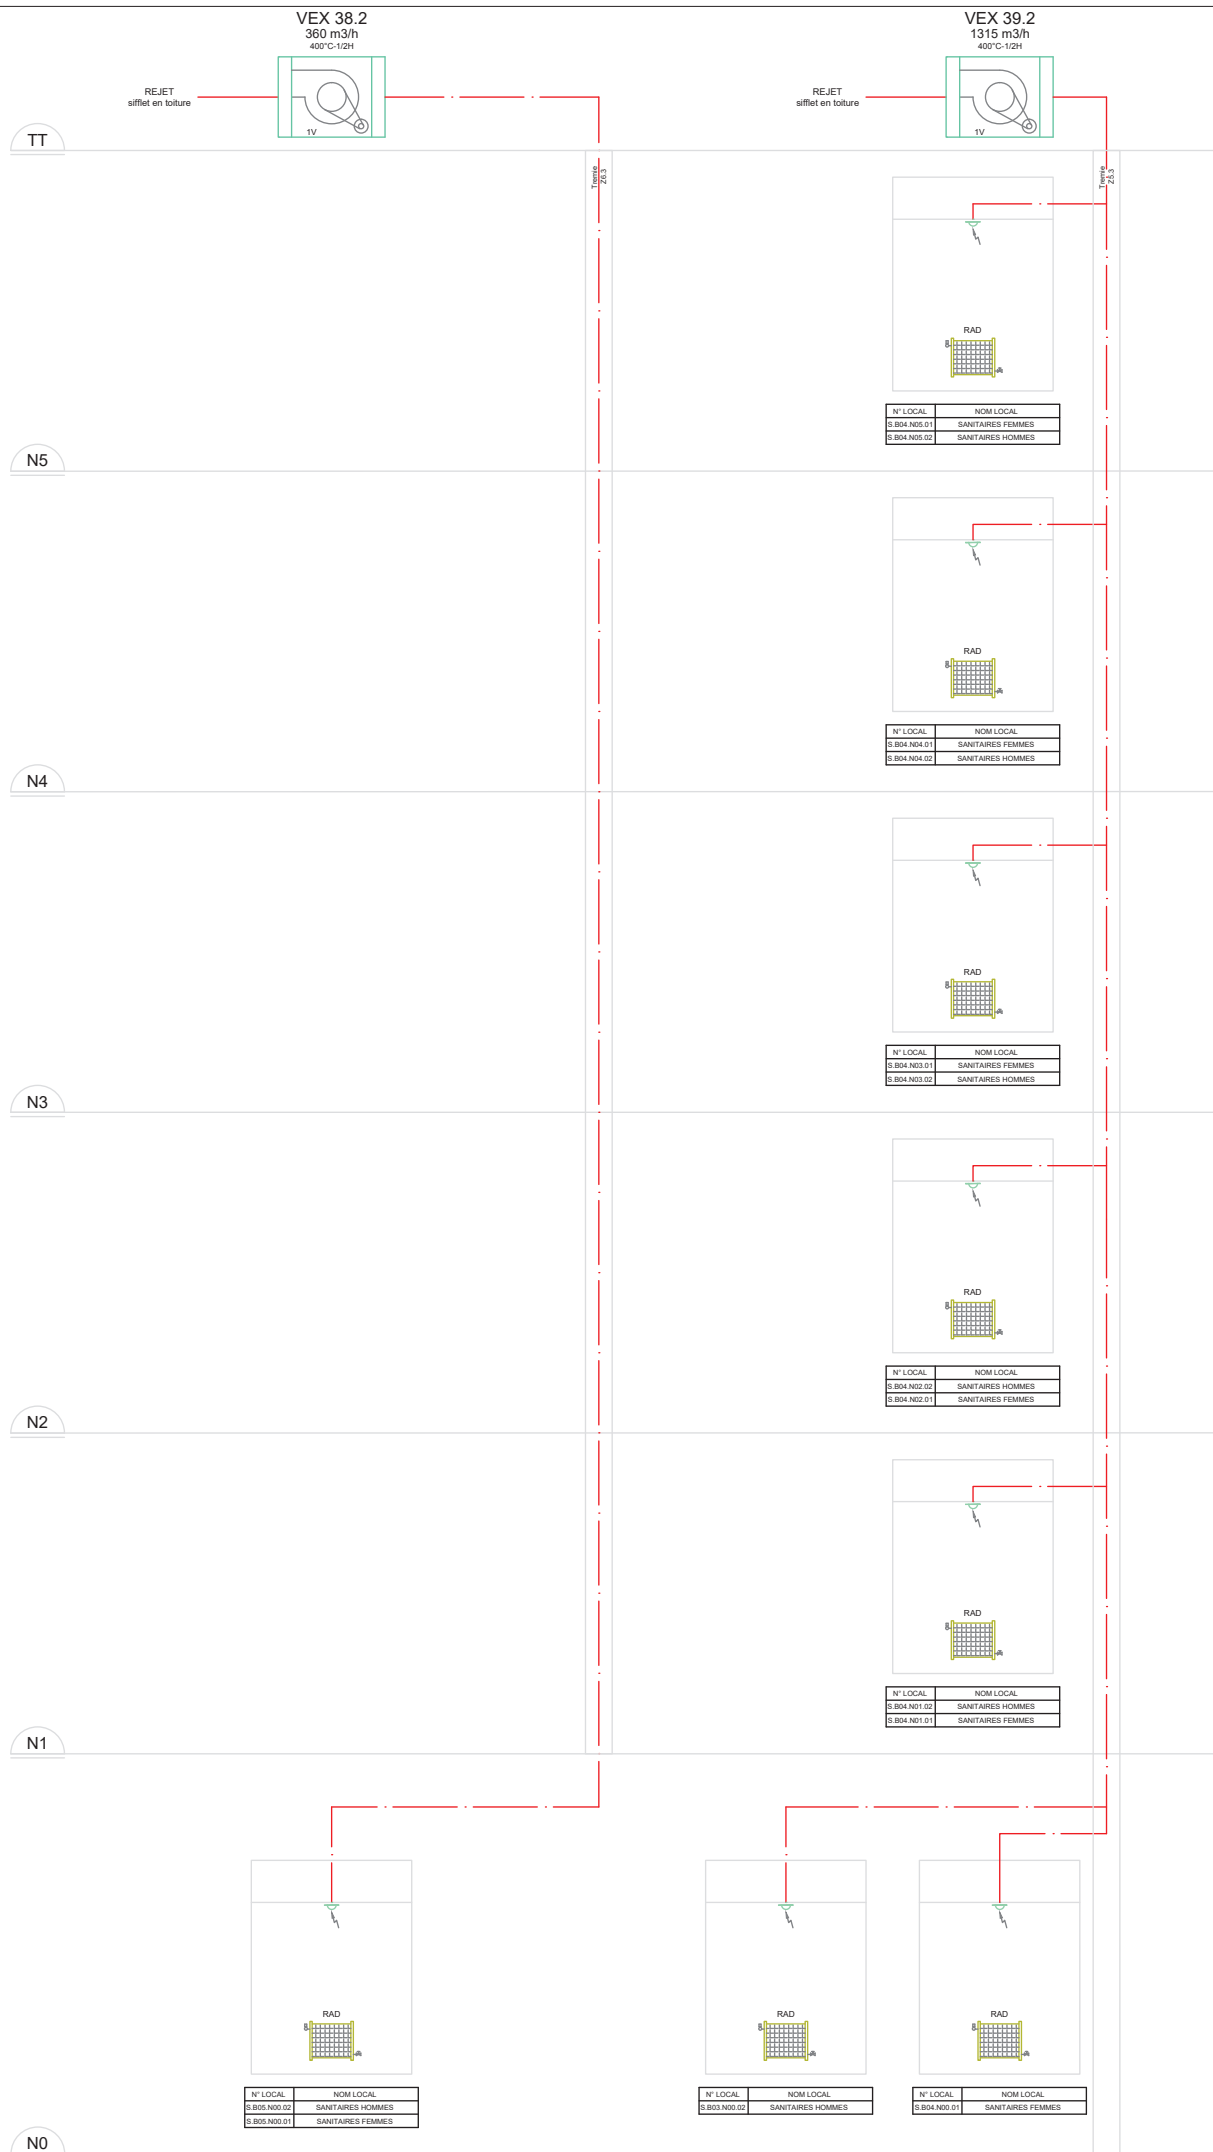 VEX 38.2
360 m3/h
400°C-1/2H
REJET
sifflet en toiture
1V
VEX 39.2
1315 m3/h
400°C-1/2H
REJET
sifflet en toiture
1V
TT
Tremie
Z6.3
Tremie
Z5.3
RAD
N° LOCAL NOM LOCAL
S.B04.N05.01 SANITAIRES FEMMES
S.B04.N05.02 SANITAIRES HOMMES
N5
RAD
N° LOCAL NOM LOCAL
S.B04.N04.01 SANITAIRES FEMMES
S.B04.N04.02 SANITAIRES HOMMES
N4
RAD
N° LOCAL NOM LOCAL
S.B04.N03.01 SANITAIRES FEMMES
S.B04.N03.02 SANITAIRES HOMMES
N3
RAD
N° LOCAL NOM LOCAL
S.B04.N02.02 SANITAIRES HOMMES
S.B04.N02.01 SANITAIRES FEMMES
N2
RAD
N° LOCAL NOM LOCAL
S.B04.N01.02 SANITAIRES HOMMES
S.B04.N01.01 SANITAIRES FEMMES
N1
RAD
N° LOCAL NOM LOCAL
S.B05.N00.02 SANITAIRES HOMMES
S.B05.N00.01 SANITAIRES FEMMES
RAD
N° LOCAL NOM LOCAL
S.B03.N00.02 SANITAIRES HOMMES
RAD
N° LOCAL NOM LOCAL
S.B04.N00.01 SANITAIRES FEMMES
N0